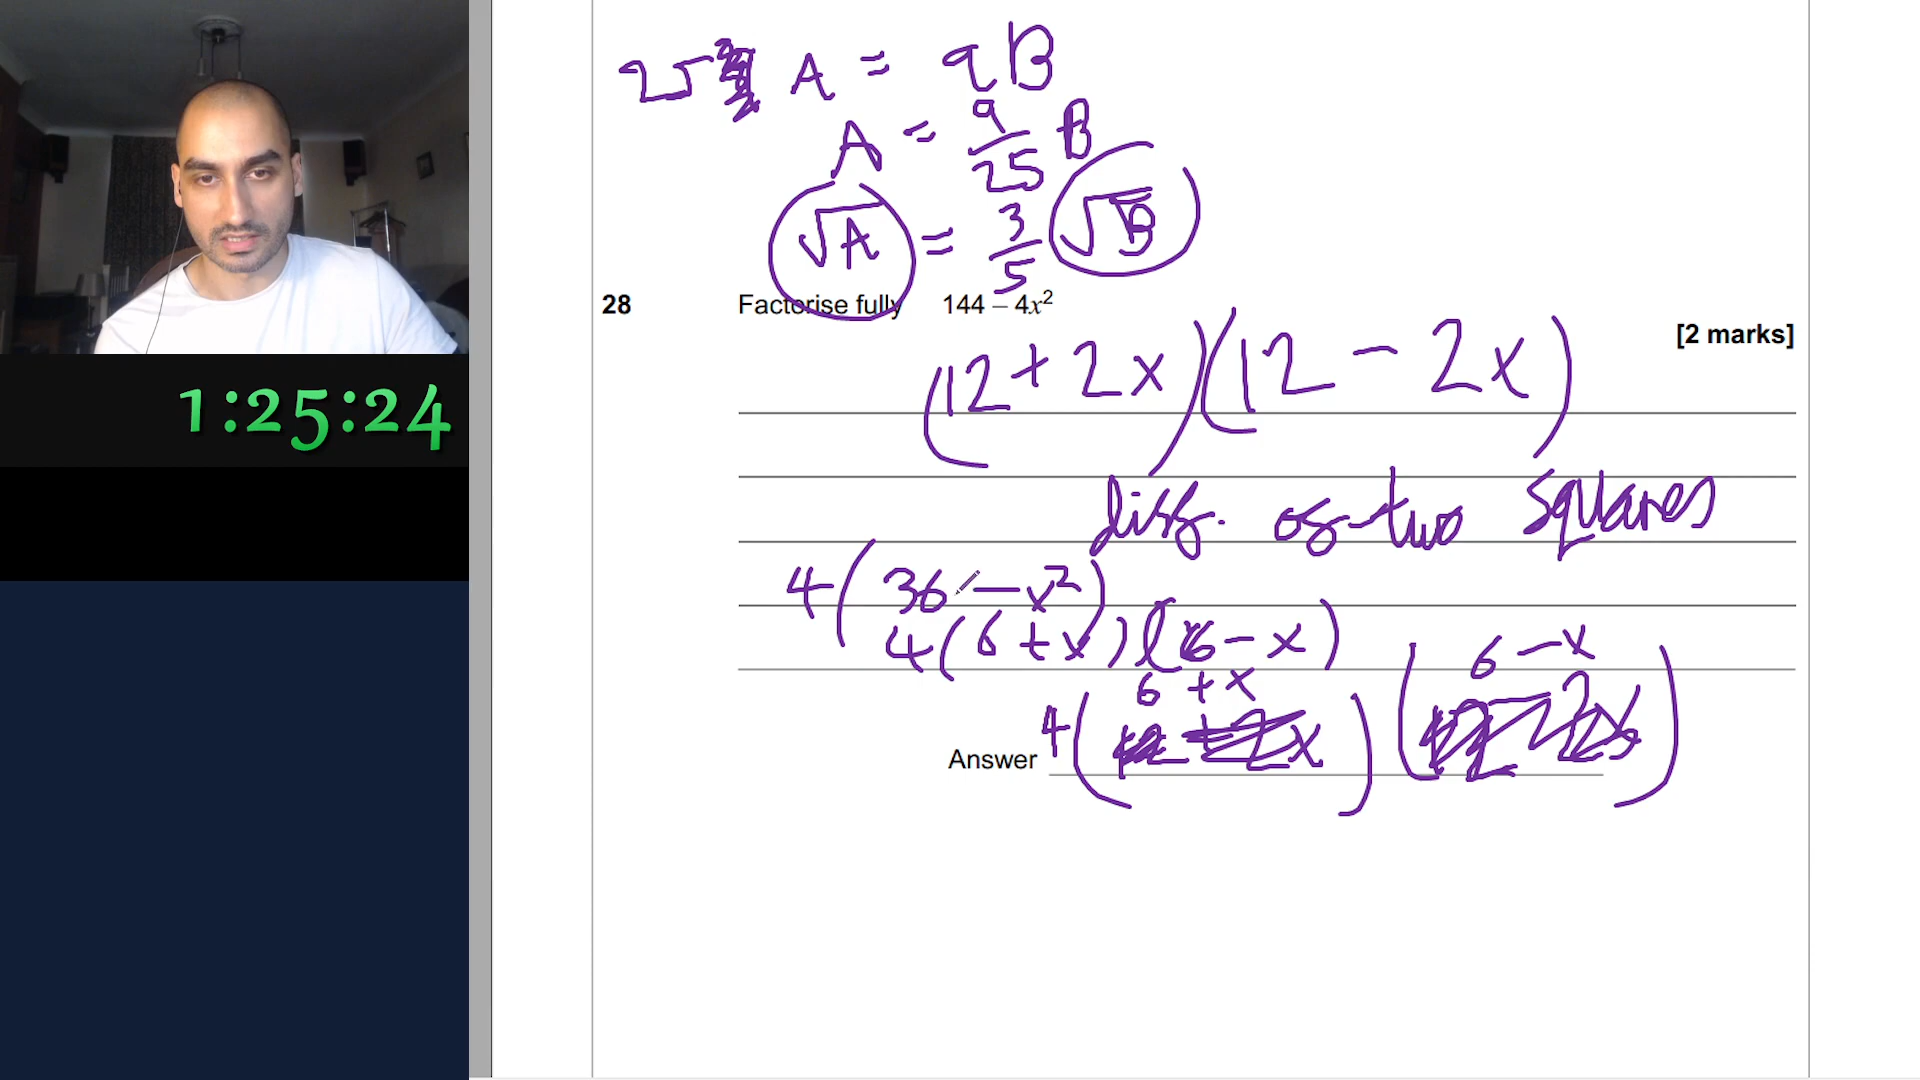 25 A = 9B
A = 9/25 B
√A = 3/5 √B
28 Factorise fully 144 – 4x²
[2 marks]
(12 + 2x)(12 – 2x)
1:25:24
diff. of two squares
4(36 – x²)
4(6 + x)(6 – x)
6 + x 6 – x
Answer 4( )( )